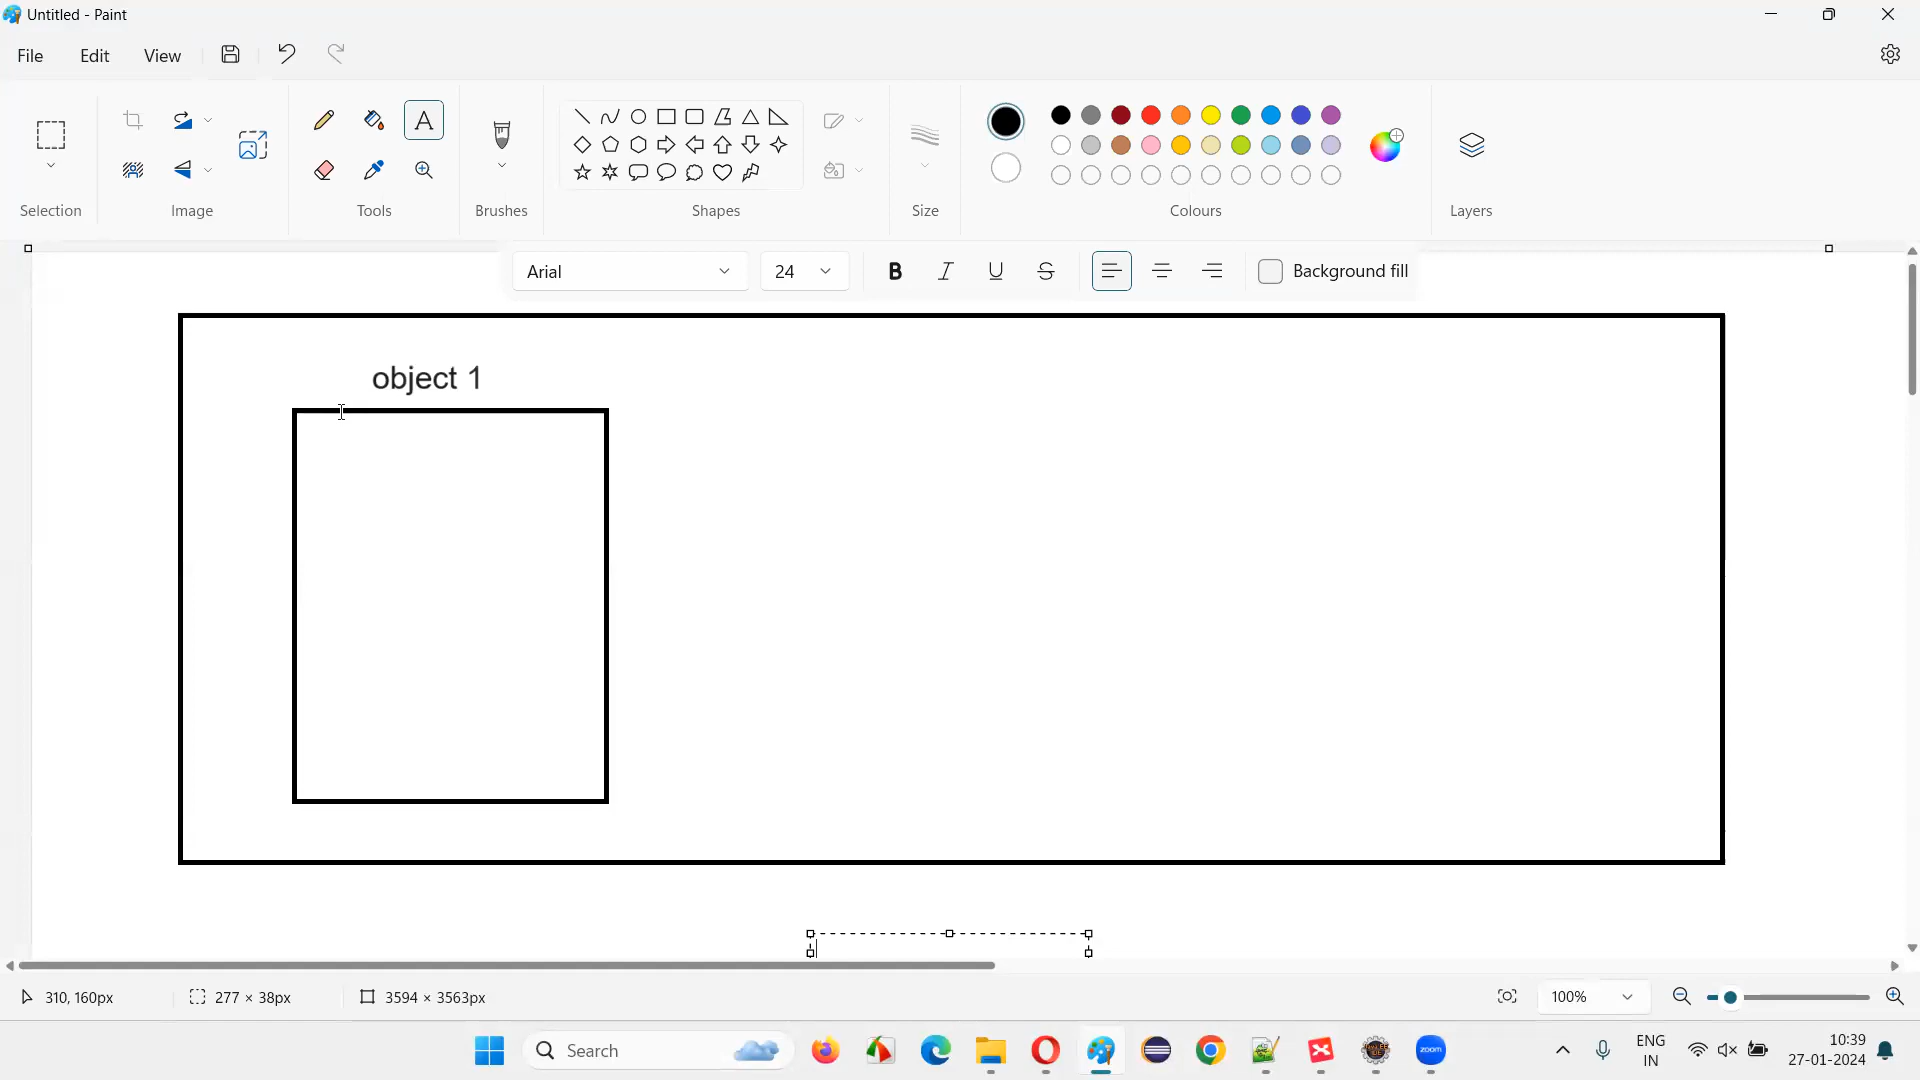 Untitled - Paint
File Edit View
A
Selection Image Tools Brushes Shapes Size Colours Layers
Arial 24 B I U S Background fill
object 1
310, 160px 277 × 38px 3594 × 3563px 100%
Search zoom ENG IN 10:39 27-01-2024